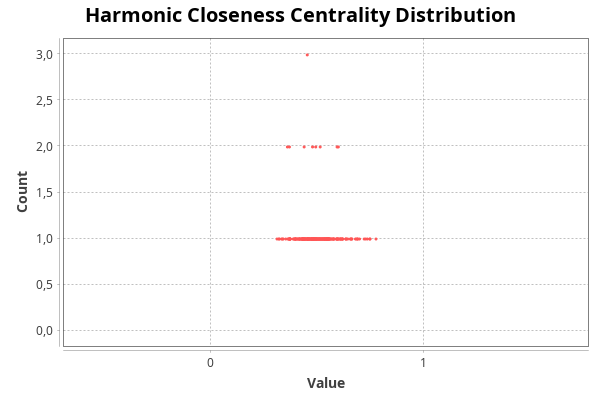 Harmonic Closeness Centrality Distribution
3,0
2,5
2,0
1,5
1,0
0,5
0,0
Count
0 1
Value